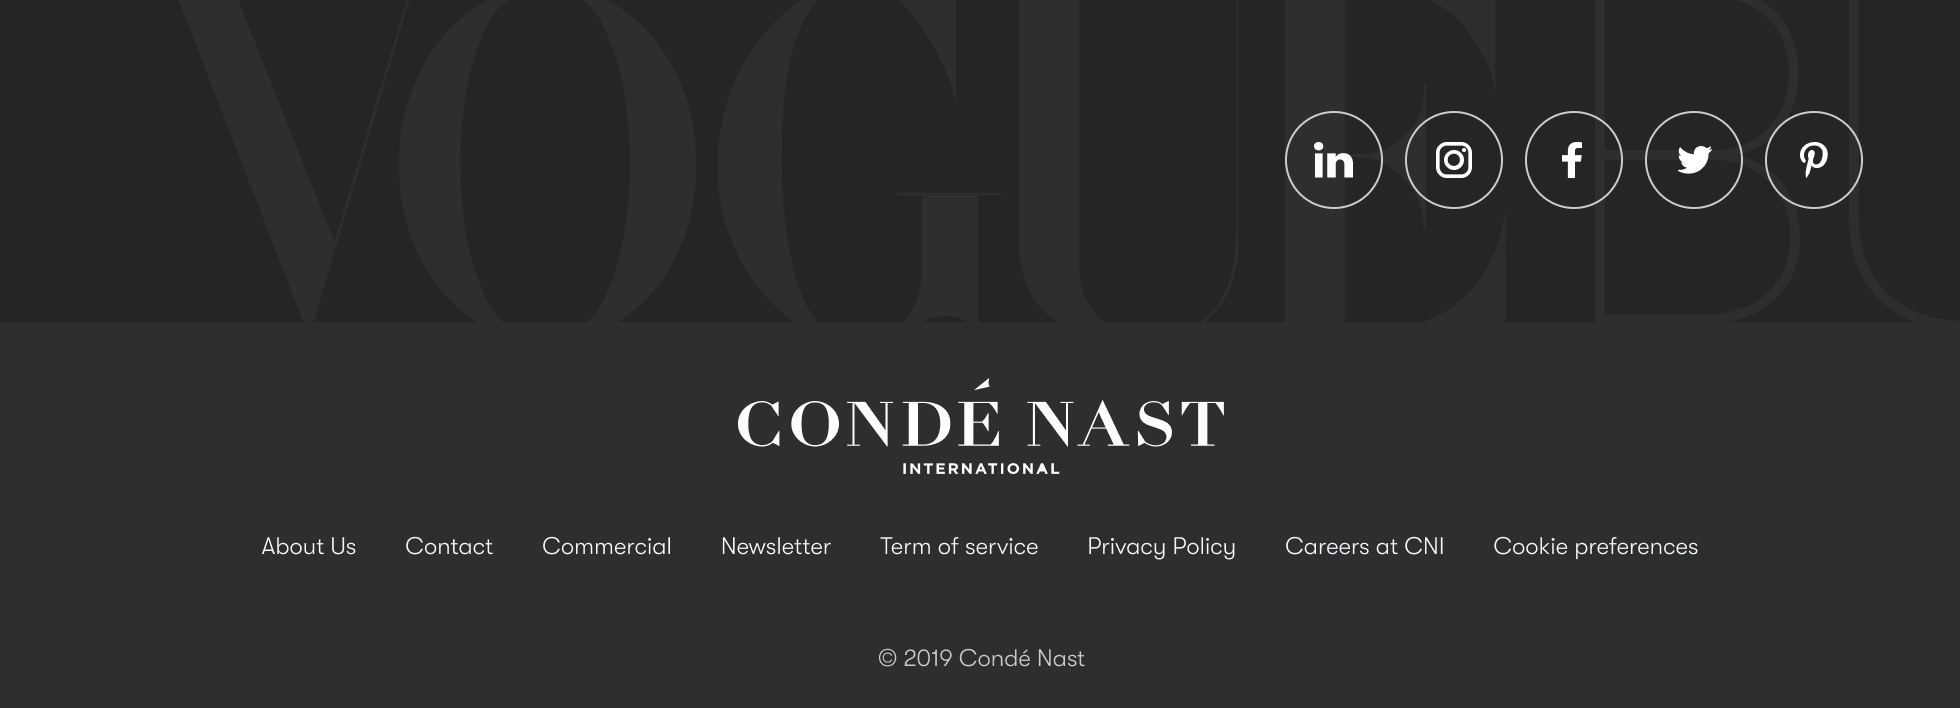 VOGUE BU
CONDÉ NAST
INTERNATIONAL
About Us Contact Commercial Newsletter Term of service Privacy Policy Careers at CNI Cookie preferences
© 2019 Condé Nast